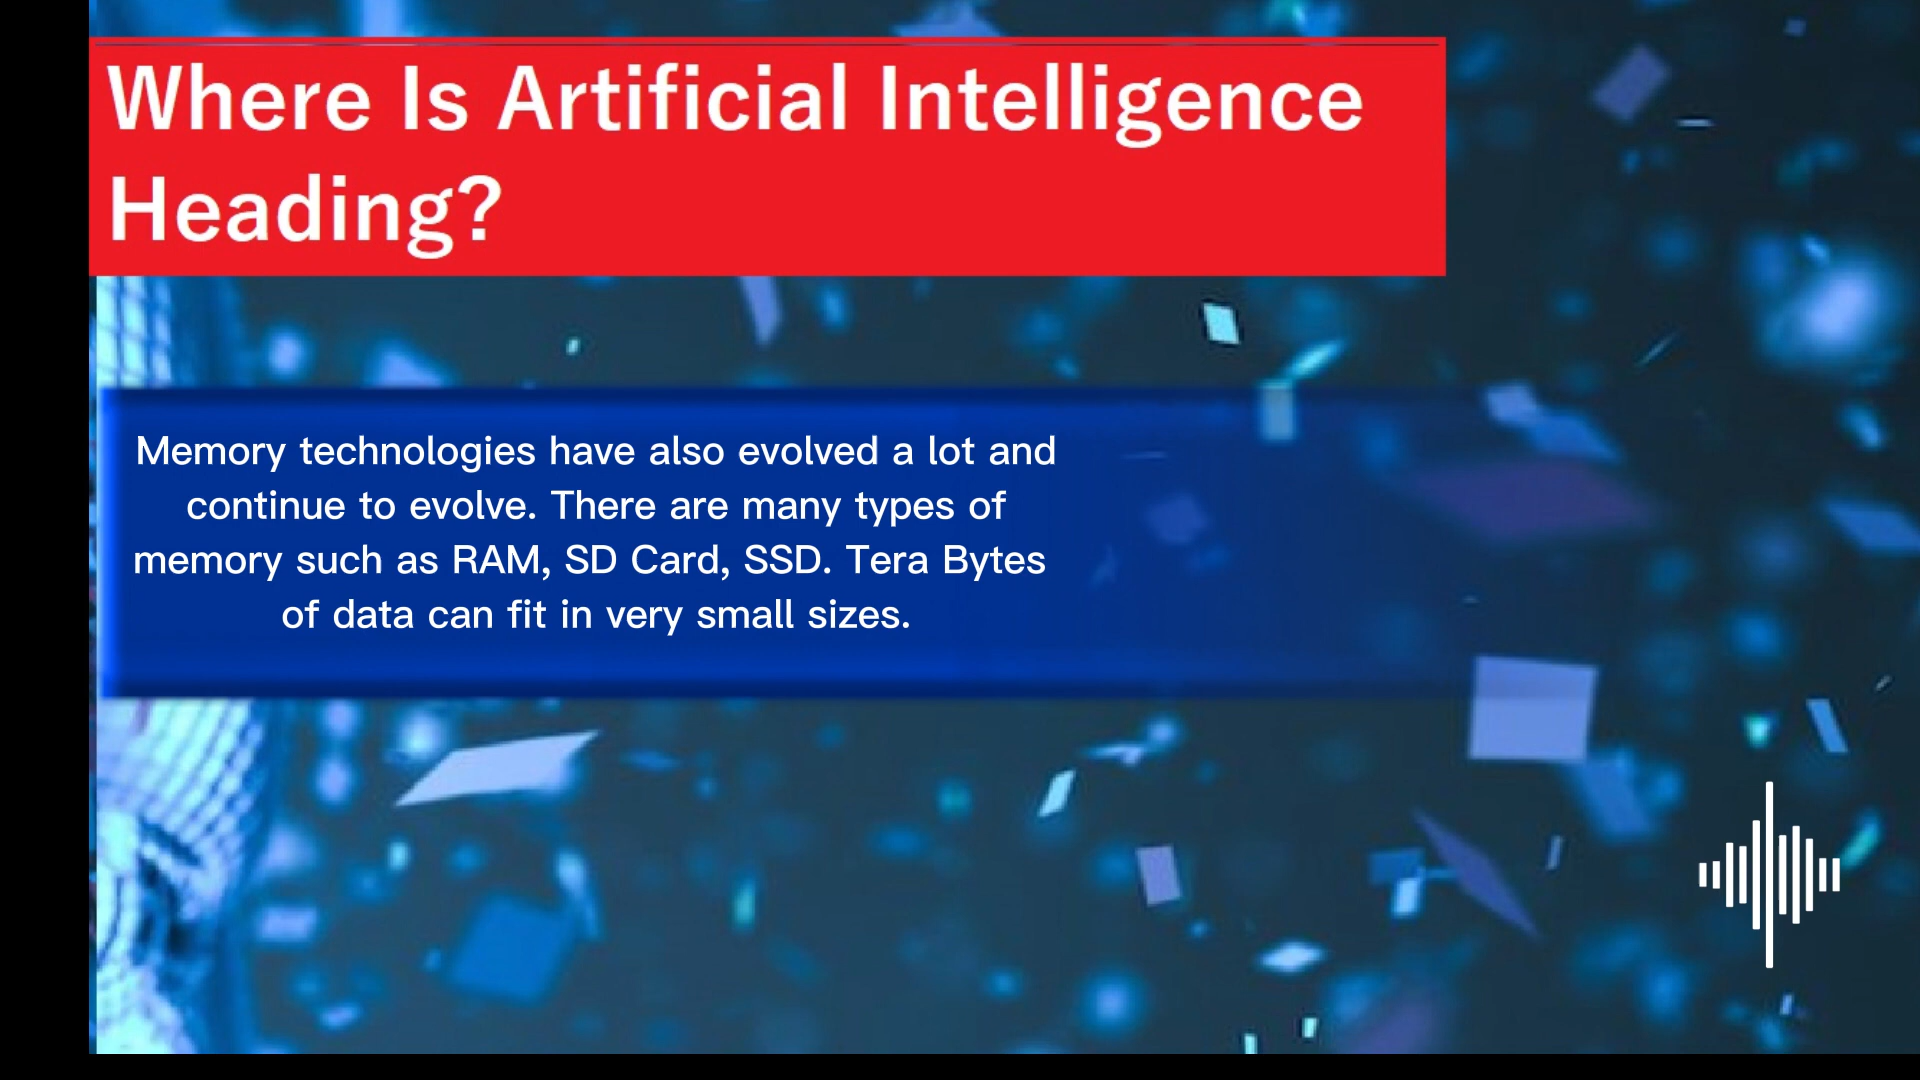 Where Is Artificial Intelligence
Heading?
Memory technologies have also evolved a lot and
continue to evolve. There are many types of
memory such as RAM, SD Card, SSD. Tera Bytes
of data can fit in very small sizes.